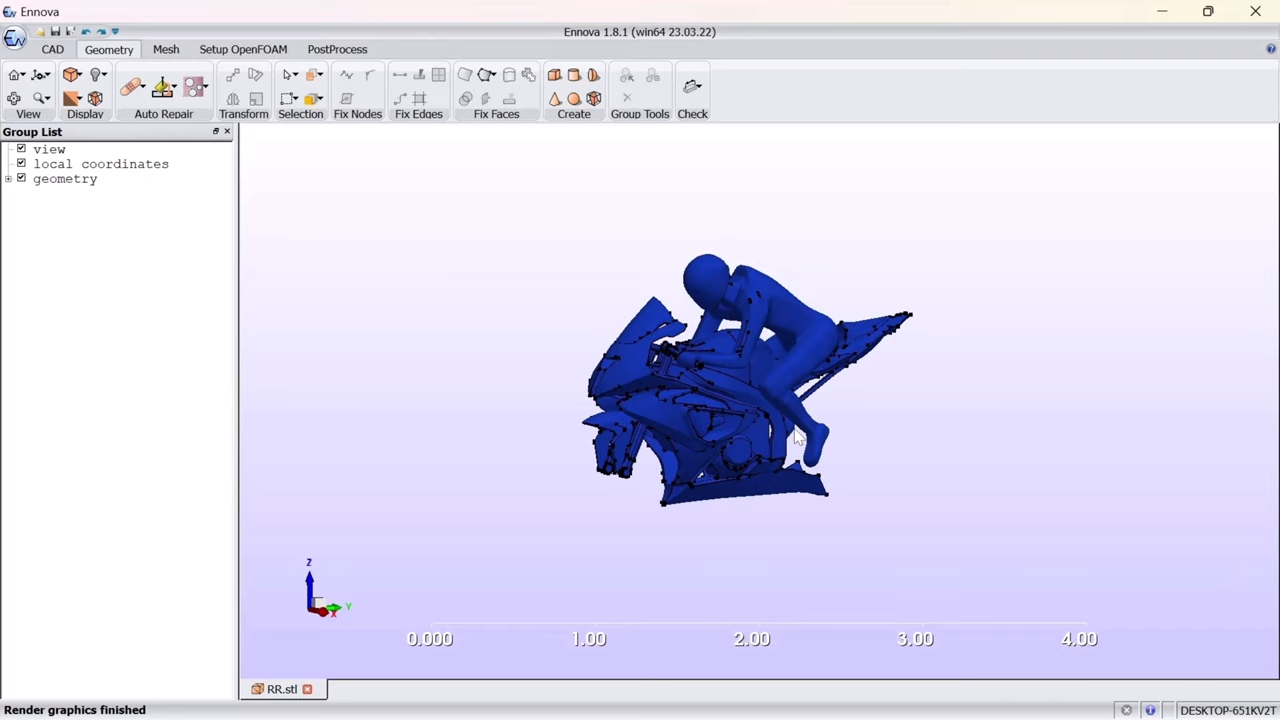 Ennova
Ennova 1.8.1 (win64 23.03.22)
CAD Geometry Mesh Setup OpenFOAM PostProcess
View Display Auto Repair Transform Selection Fix Nodes Fix Edges Fix Faces Create Group Tools Check
Group List
view
local coordinates
geometry
Z
Y
X
0.000 1.00 2.00 3.00 4.00
RR.stl
Render graphics finished
DESKTOP-651KV2T